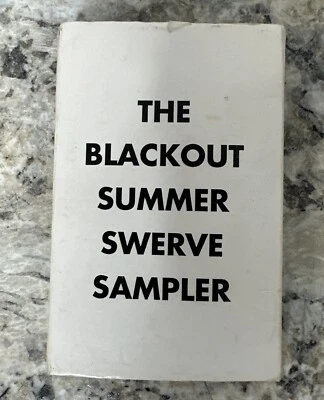 THE
BLACKOUT
SUMMER
SWERVE
SAMPLER